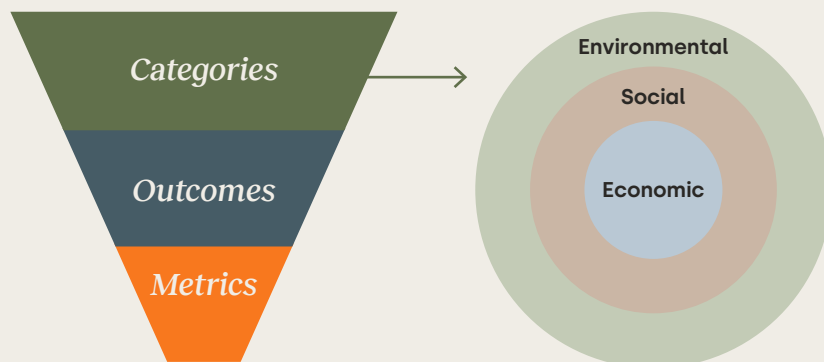 Categories
Outcomes
Metrics
Environmental
Social
Economic